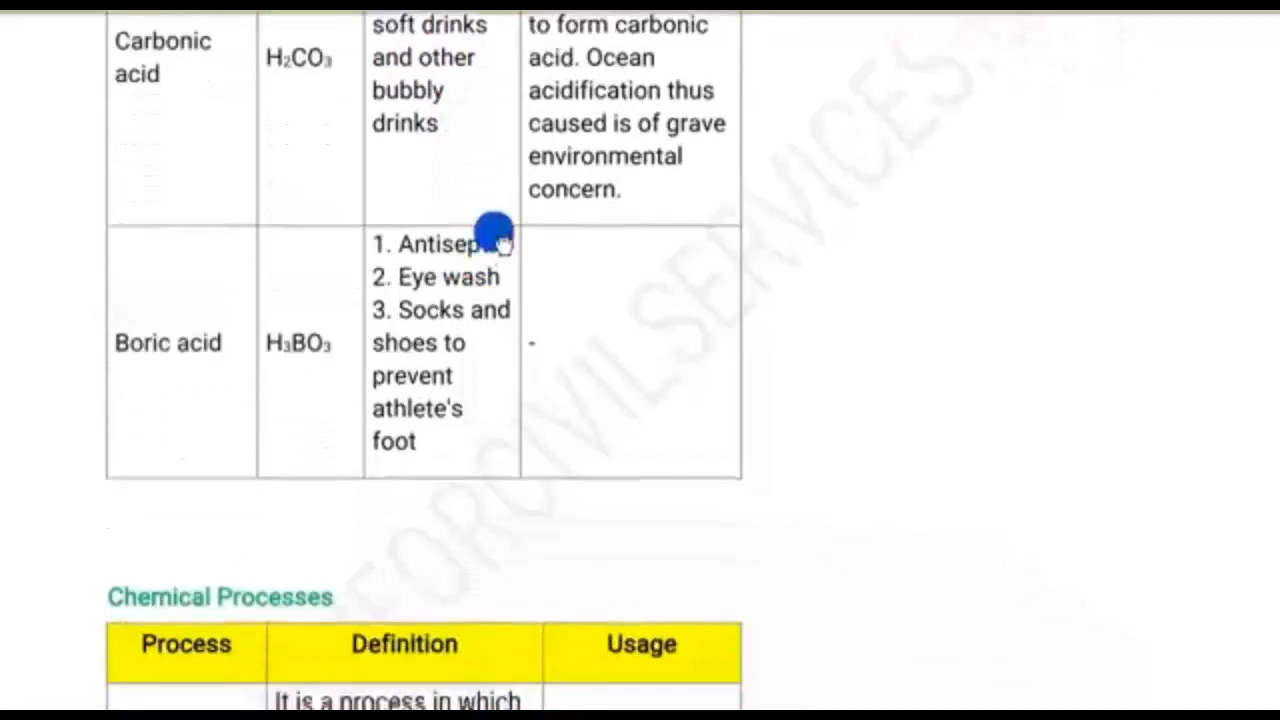 Carbonic
acid
H₂CO₃
soft drinks
and other
bubbly
drinks
to form carbonic
acid. Ocean
acidification thus
caused is of grave
environmental
concern.
Boric acid
H₃BO₃
1.
2. Eye wash
3. Socks and
shoes to
prevent
athlete's
foot
-
Chemical Processes
Process
Definition
Usage
It is a process in which